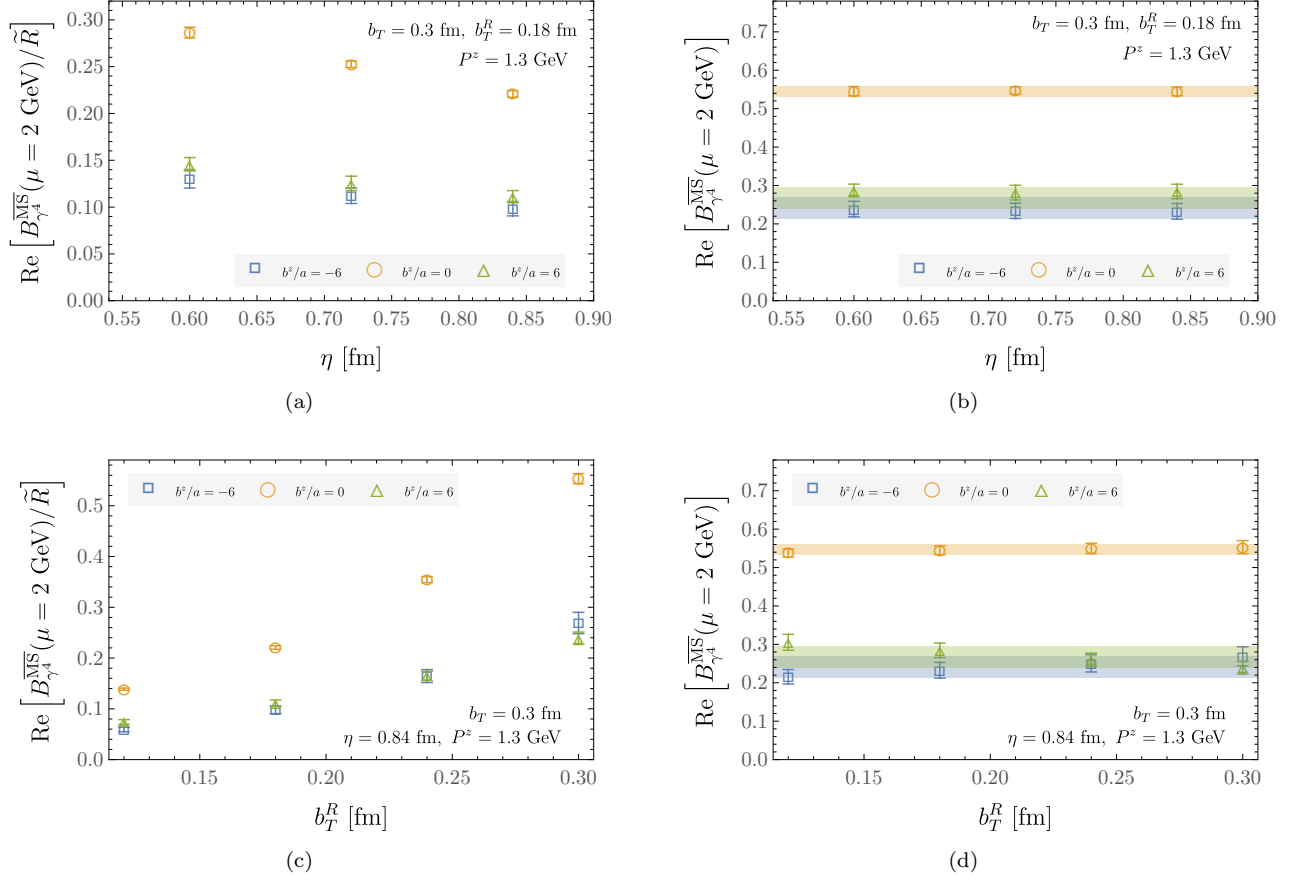 Re [B^{\overline{MS}}_{γ^4}(μ = 2 GeV)/R̃]
0.30
0.25
0.20
0.15
0.10
0.05
0.00
b_T = 0.3 fm, b_T^R = 0.18 fm
P^z = 1.3 GeV
b^z/a = −6 b^z/a = 0 b^z/a = 6
0.55 0.60 0.65 0.70 0.75 0.80 0.85 0.90
η [fm]
(a)
Re [B^{\overline{MS}}_{γ^4}(μ = 2 GeV)]
0.7
0.6
0.5
0.4
0.3
0.2
0.1
0.0
b_T = 0.3 fm, b_T^R = 0.18 fm
P^z = 1.3 GeV
b^z/a = −6 b^z/a = 0 b^z/a = 6
0.55 0.60 0.65 0.70 0.75 0.80 0.85 0.90
η [fm]
(b)
Re [B^{\overline{MS}}_{γ^4}(μ = 2 GeV)/R̃]
0.5
0.4
0.3
0.2
0.1
0.0
b^z/a = −6 b^z/a = 0 b^z/a = 6
b_T = 0.3 fm
η = 0.84 fm, P^z = 1.3 GeV
0.15 0.20 0.25 0.30
b_T^R [fm]
(c)
Re [B^{\overline{MS}}_{γ^4}(μ = 2 GeV)]
0.7
0.6
0.5
0.4
0.3
0.2
0.1
0.0
b^z/a = −6 b^z/a = 0 b^z/a = 6
b_T = 0.3 fm
η = 0.84 fm, P^z = 1.3 GeV
0.15 0.20 0.25 0.30
b_T^R [fm]
(d)